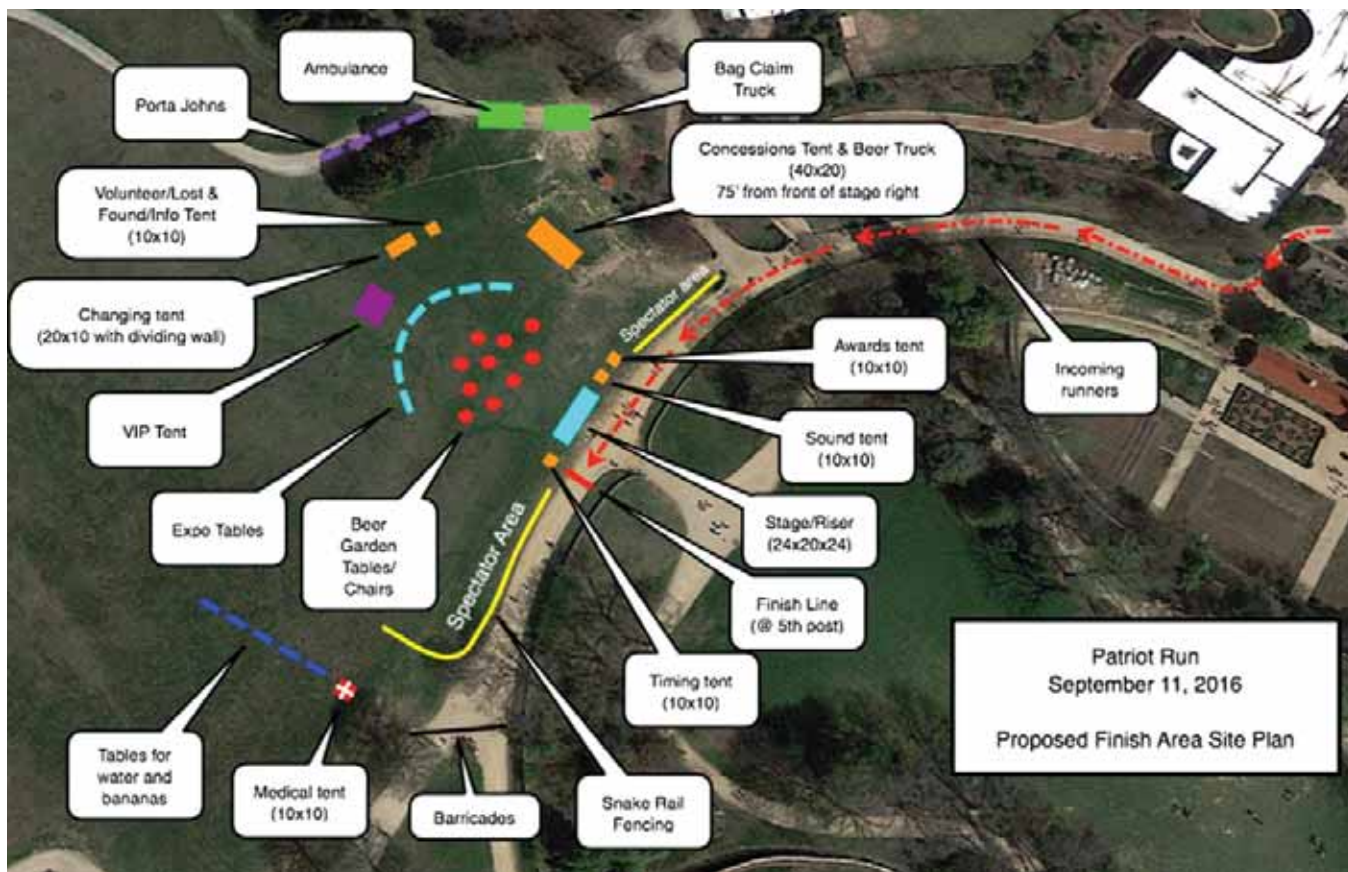 Ambulance
Bag Claim
Truck
Porta Johns
Concessions Tent & Beer Truck
(40x20)
75' from front of stage right
Volunteer/Lost &
Found/Info Tent
(10x10)
Changing tent
(20x10 with dividing wall)
Spectator area
Awards tent
(10x10)
Incoming
runners
VIP Tent
Sound tent
(10x10)
Expo Tables
Beer
Garden
Tables/
Chairs
Spectator Area
Stage/Riser
(24x20x24)
Finish Line
(@ 5th post)
Timing tent
(10x10)
Patriot Run
September 11, 2016
Proposed Finish Area Site Plan
Tables for
water and
bananas
Medical tent
(10x10)
Barricades
Snake Rail
Fencing